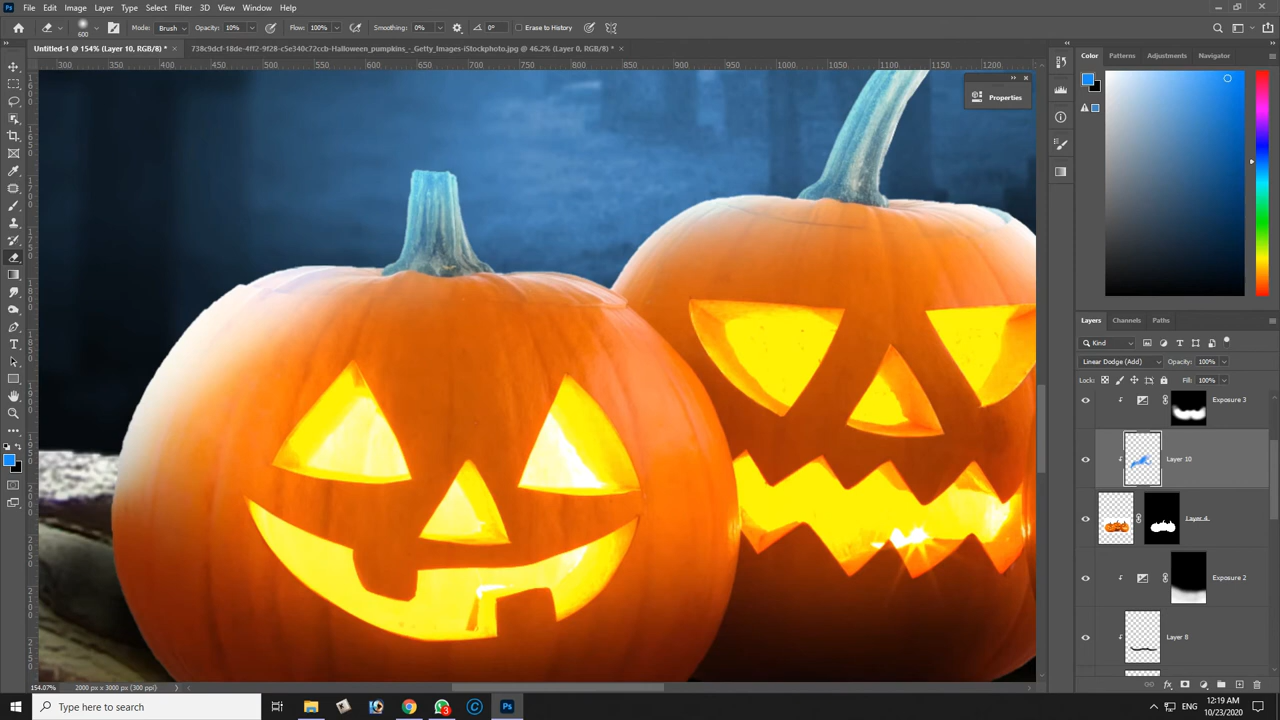 Ps File Edit Image Layer Type Select Filter 3D View Window Help
600 Mode: Brush Opacity: 10% Flow: 100% Smoothing: 0% 0° Erase to History
Untitled-1 @ 154% (Layer 10, RGB/8) * × 738c9dcf-18de-4ff2-9f28-c5e340c72ccb-Halloween_pumpkins_-_Getty_Images-iStockphoto.jpg @ 46.2% (Layer 0, RGB/8) * ×
300 350 400 450 500 550 600 650 700 750 800 850 900 950 1000 1050 1100 1150 1200
Properties
Color Patterns Adjustments Navigator
Layers Channels Paths
Kind
Linear Dodge (Add) Opacity: 100%
Lock: Fill: 100%
Exposure 3
Layer 10
Layer 4
Exposure 2
Layer 8
154.07% 2000 px x 3000 px (300 ppi)
Type here to search
3
Ps
ENG
12:19 AM
10/23/2020